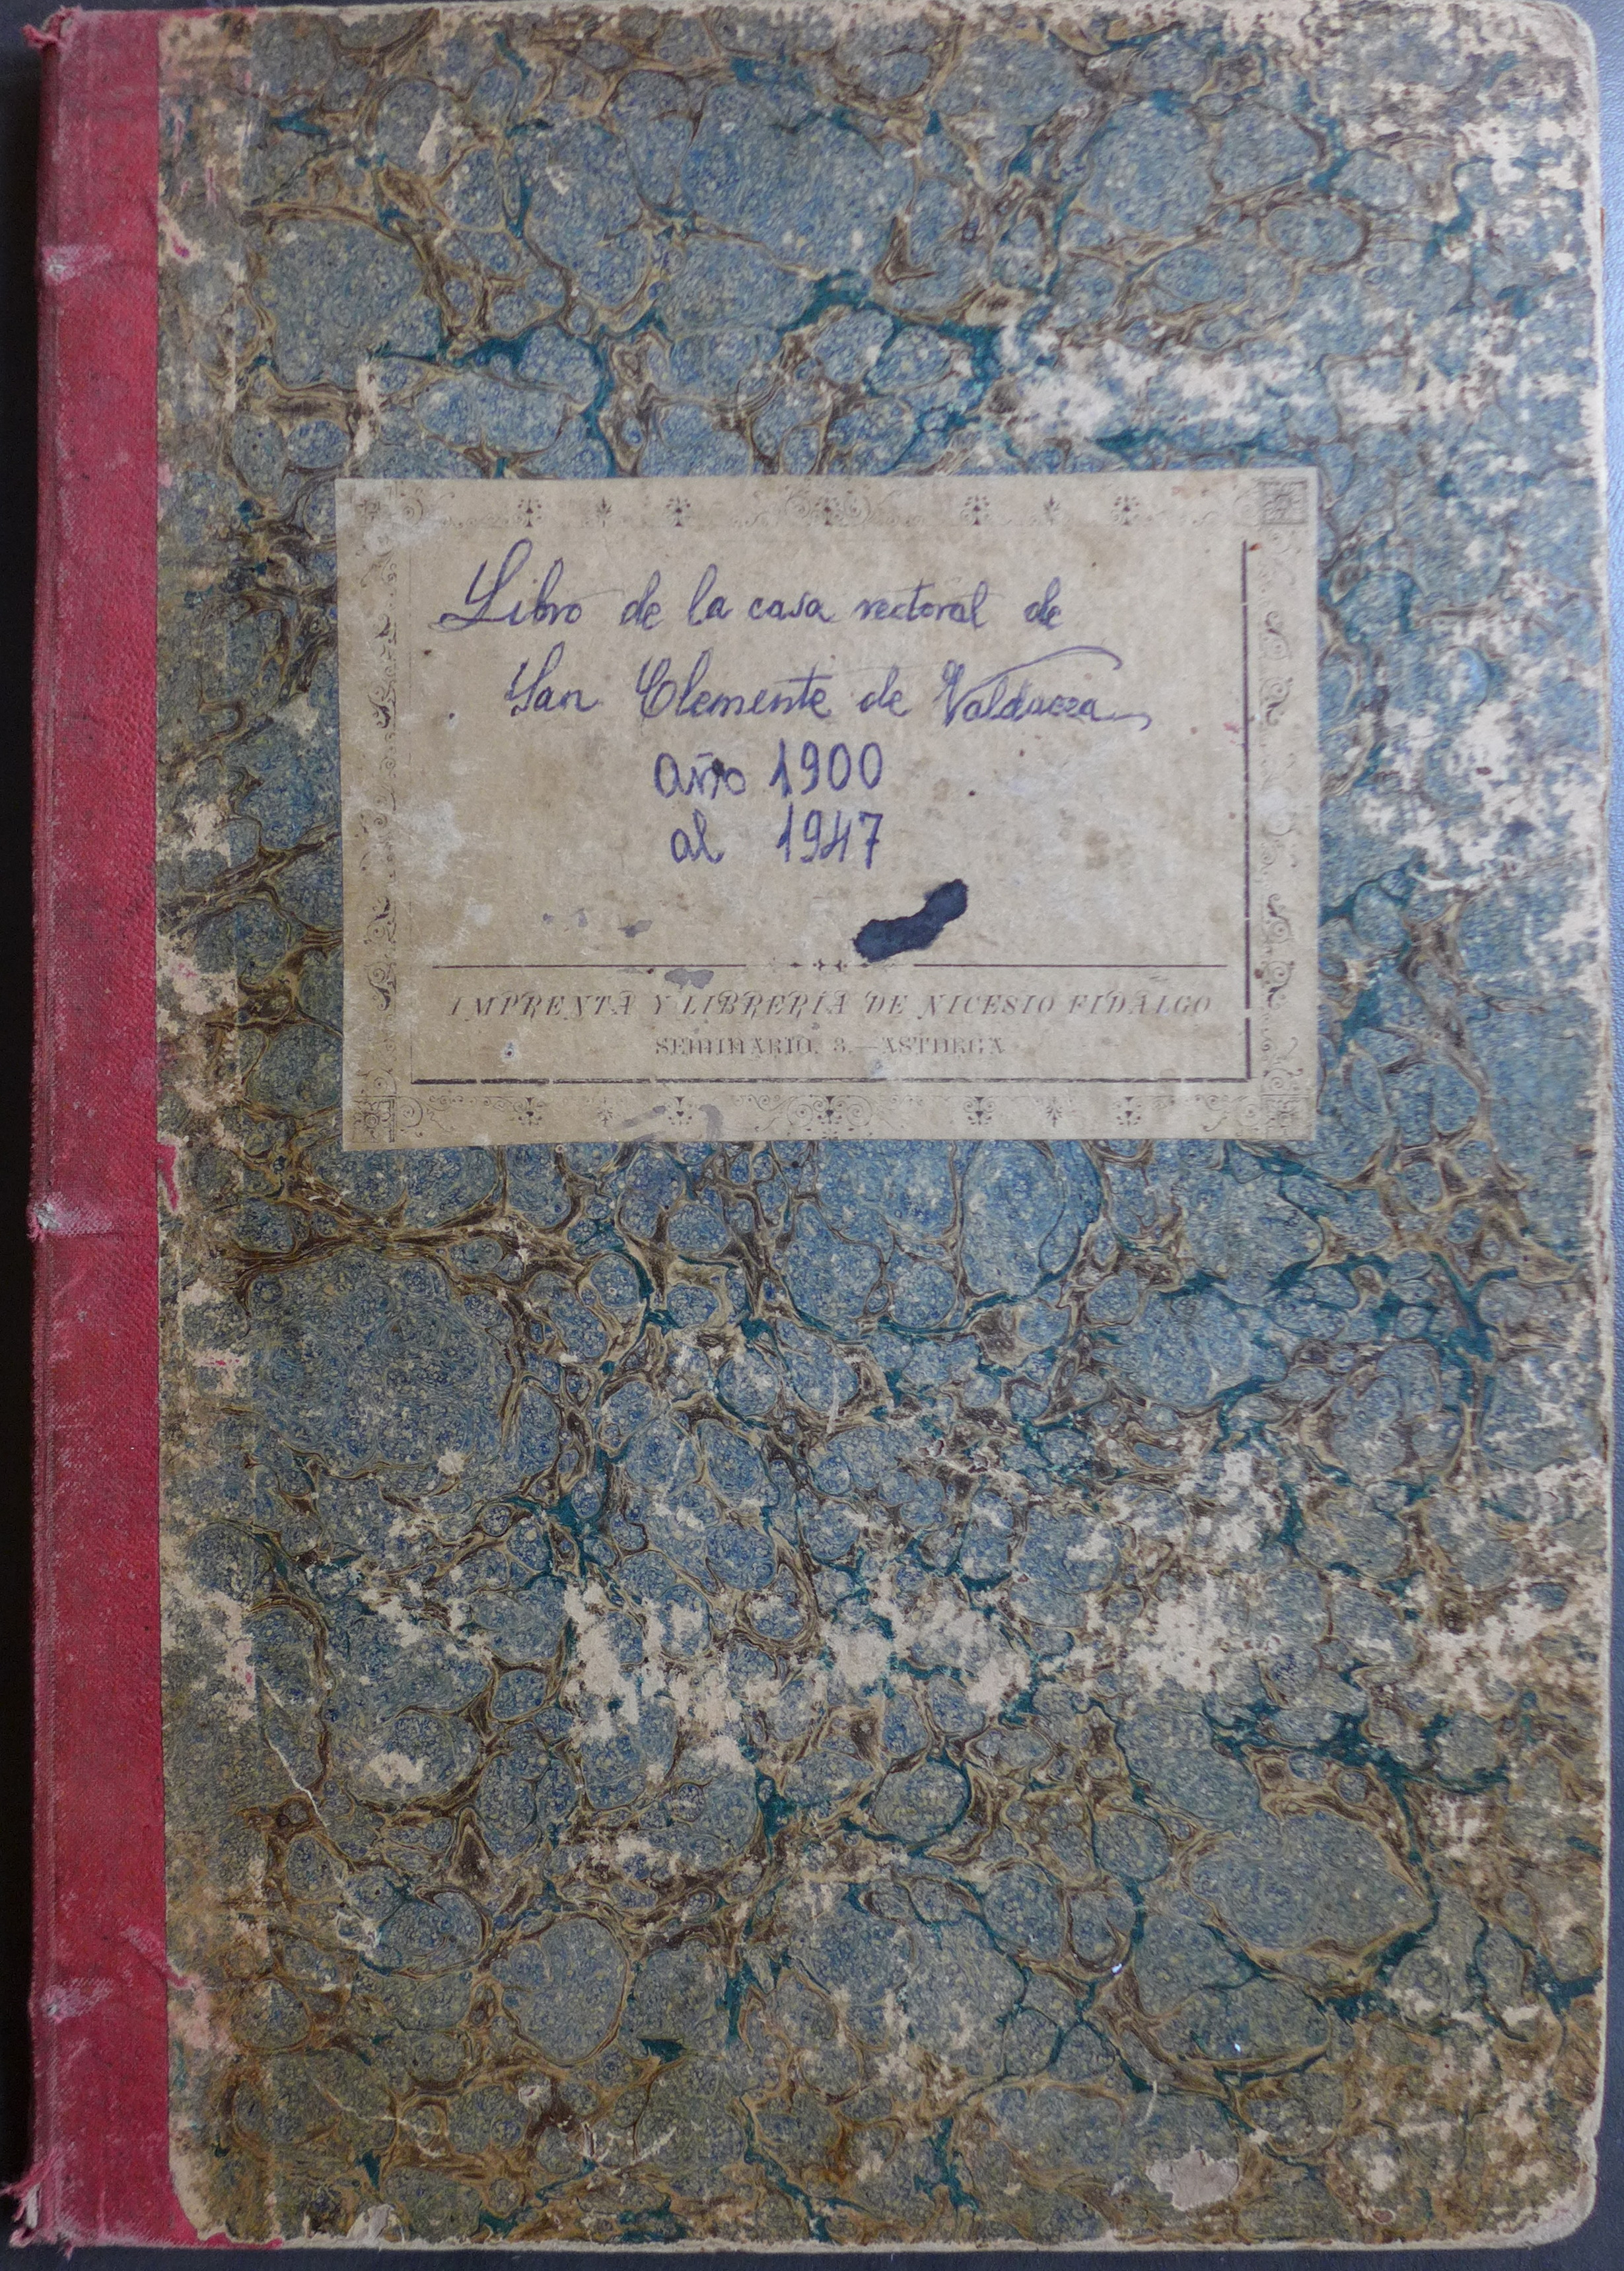 Libro de la casa rectoral de
San Clemente de Valdueza
año 1900
al 1947
IMPRENTA Y LIBRERÍA DE NICESIO FIDALGO
SEMINARIO, 8.—ASTORGA